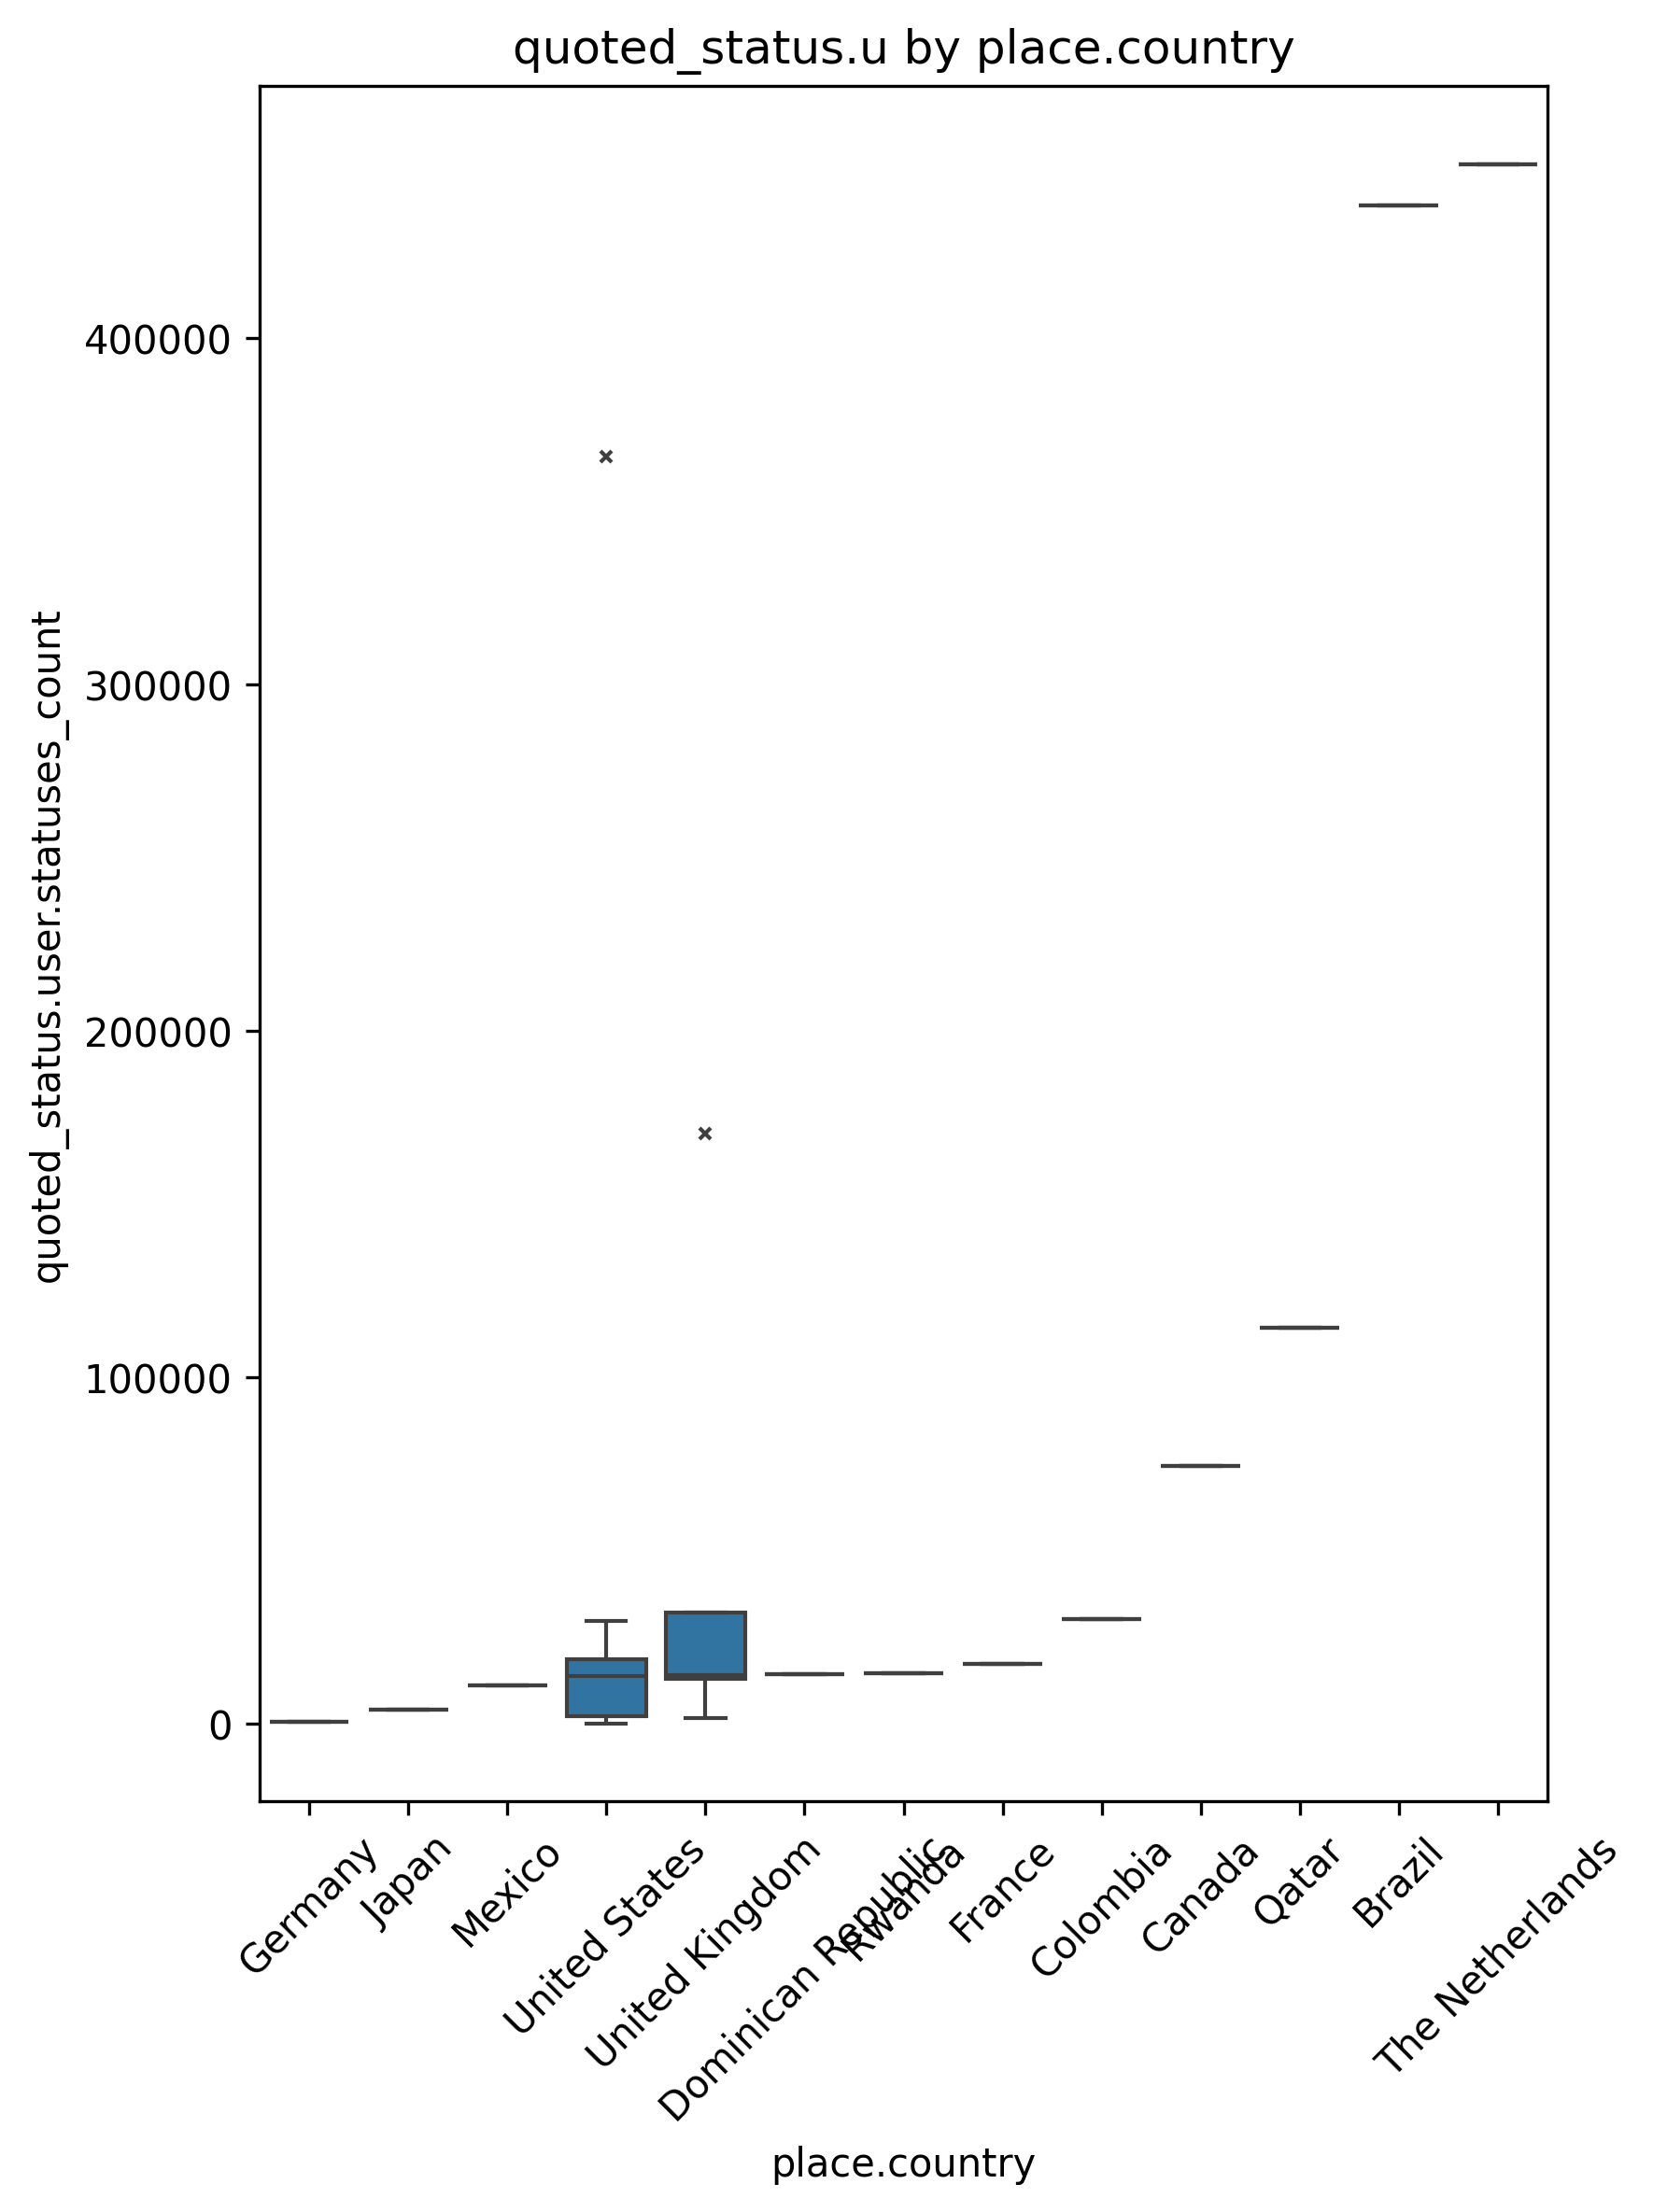 quoted_status.u by place.country
quoted_status.user.statuses_count
400000
300000
200000
100000
0
Germany
Japan
Mexico
United States
United Kingdom
Dominican Republic
Rwanda
France
Colombia
Canada
Qatar
Brazil
The Netherlands
place.country